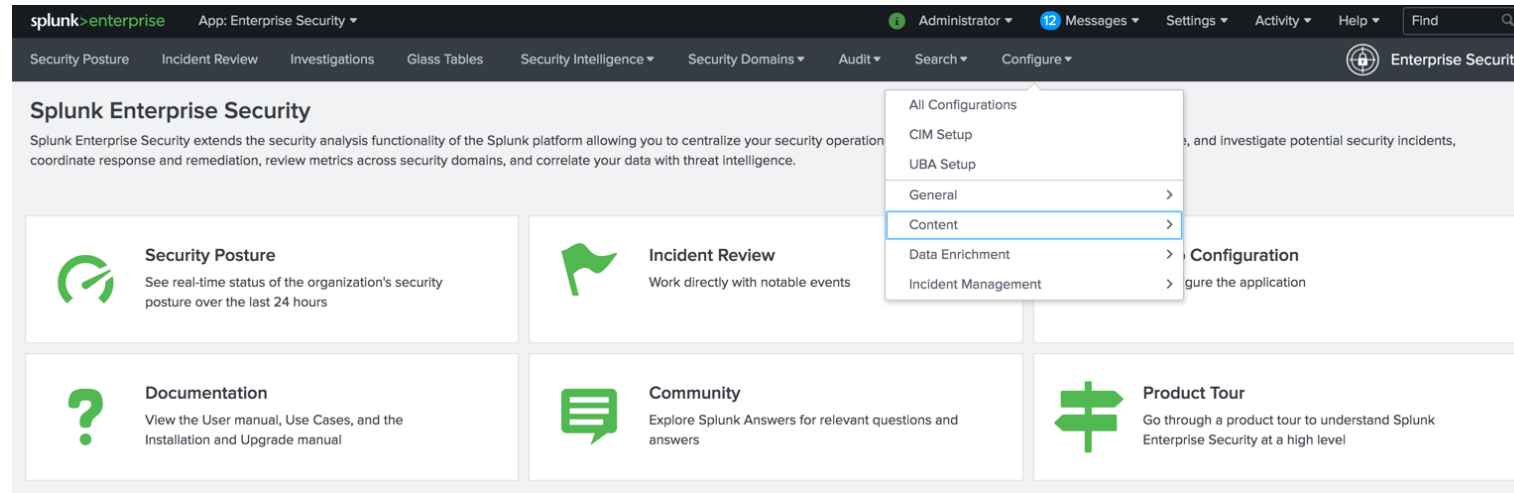 splunk>enterprise App: Enterprise Security Administrator 12 Messages Settings Activity Help Find
Security Posture Incident Review Investigations Glass Tables Security Intelligence Security Domains Audit Search Configure Enterprise Securit
Splunk Enterprise Security
Splunk Enterprise Security extends the security analysis functionality of the Splunk platform allowing you to centralize your security operation , and investigate potential security incidents,
coordinate response and remediation, review metrics across security domains, and correlate your data with threat intelligence.
All Configurations
CIM Setup
UBA Setup
General
Content
Data Enrichment
Incident Management
Security Posture
See real-time status of the organization's security
posture over the last 24 hours
Incident Review
Work directly with notable events
Configuration
gure the application
Documentation
View the User manual, Use Cases, and the
Installation and Upgrade manual
Community
Explore Splunk Answers for relevant questions and
answers
Product Tour
Go through a product tour to understand Splunk
Enterprise Security at a high level